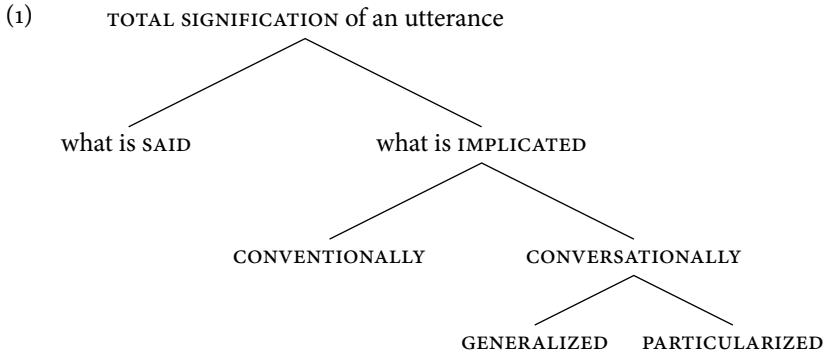 (1) TOTAL SIGNIFICATION of an utterance
what is SAID what is IMPLICATED
CONVENTIONALLY CONVERSATIONALLY
GENERALIZED PARTICULARIZED